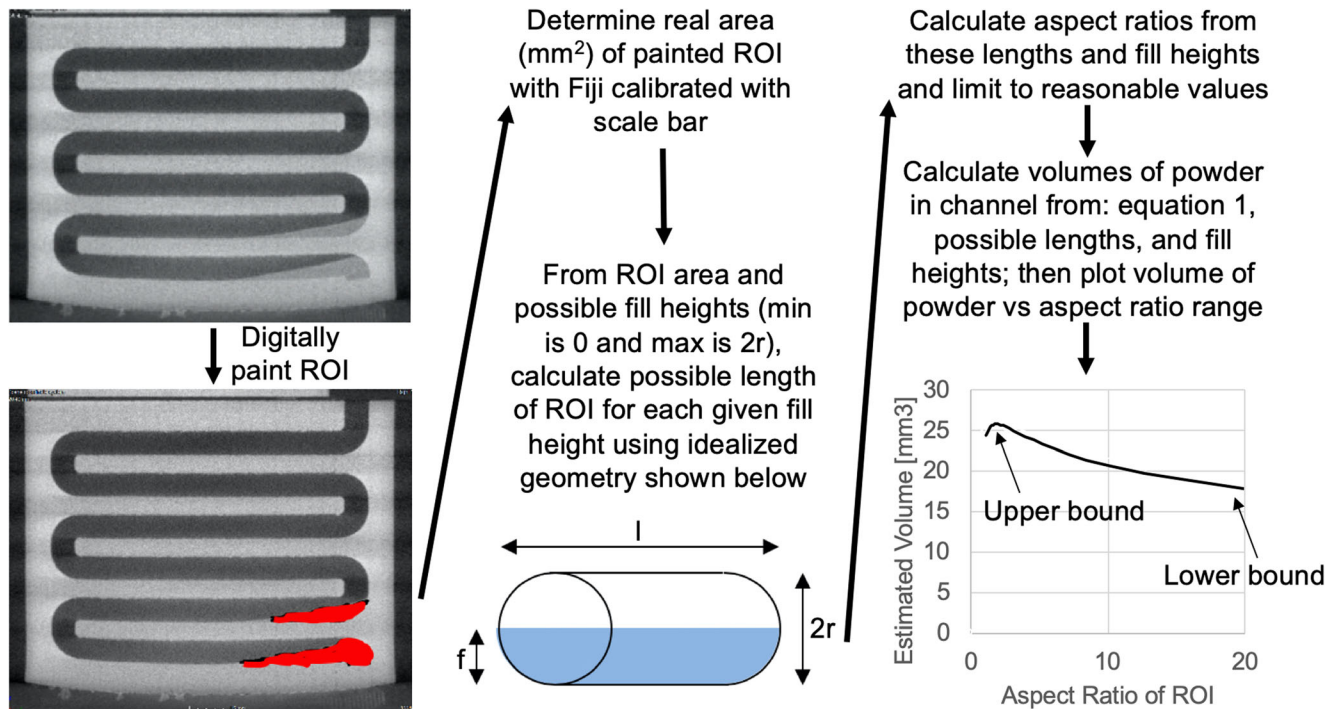 Digitally
paint ROI
Determine real area
(mm²) of painted ROI
with Fiji calibrated with
scale bar
From ROI area and
possible fill heights (min
is 0 and max is 2r),
calculate possible length
of ROI for each given fill
height using idealized
geometry shown below
l
2r
f
Calculate aspect ratios from
these lengths and fill heights
and limit to reasonable values
Calculate volumes of powder
in channel from: equation 1,
possible lengths, and fill
heights; then plot volume of
powder vs aspect ratio range
Estimated Volume [mm3]
30
25
20
15
10
5
0
Upper bound
Lower bound
0
10
20
Aspect Ratio of ROI